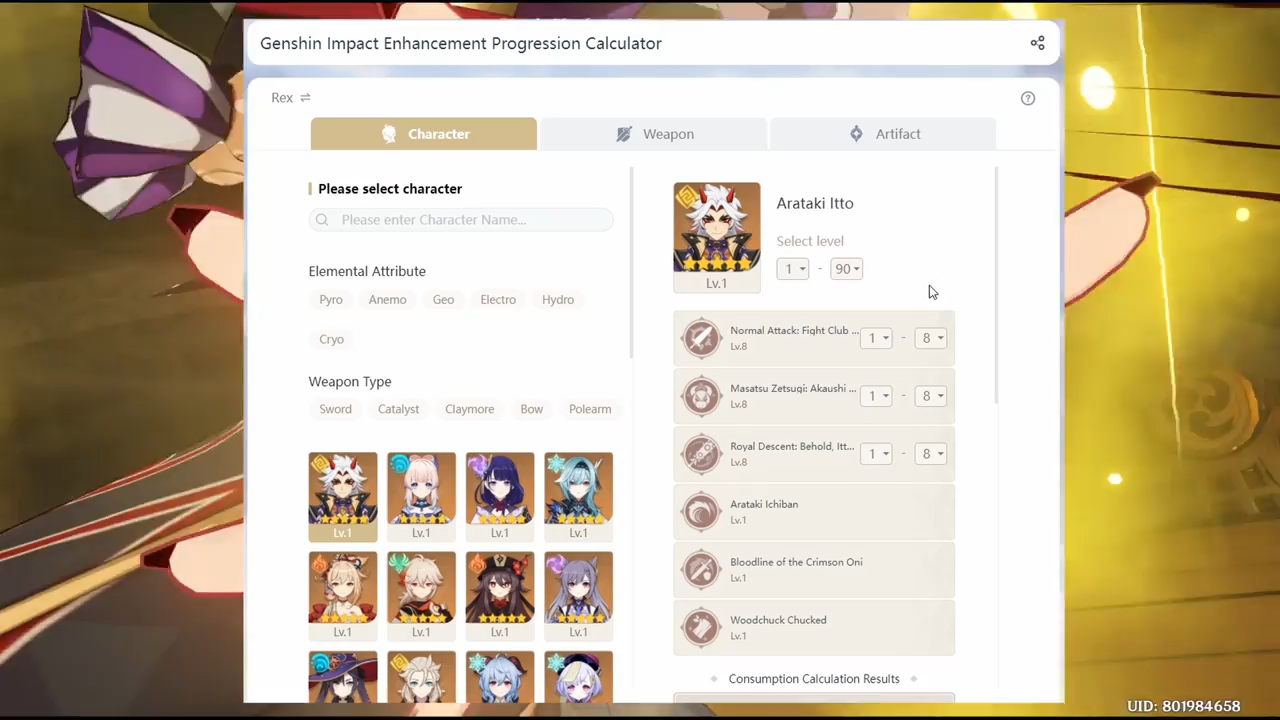 Genshin Impact Enhancement Progression Calculator
Rex
Character
Weapon
Artifact
Please select character
Please enter Character Name...
Elemental Attribute
Pyro
Anemo
Geo
Electro
Hydro
Cryo
Weapon Type
Sword
Catalyst
Claymore
Bow
Polearm
Lv.1
Lv.1
Lv.1
Lv.1
Lv.1
Lv.1
Lv.1
Lv.1
Lv.1
Arataki Itto
Select level
1 - 90
Normal Attack: Fight Club ...
Lv.8
1 - 8
Masatsu Zetsugi: Akaushi ...
Lv.8
1 - 8
Royal Descent: Behold, Itt...
Lv.8
1 - 8
Arataki Ichiban
Lv.1
Bloodline of the Crimson Oni
Lv.1
Woodchuck Chucked
Lv.1
Consumption Calculation Results
UID: 801984658